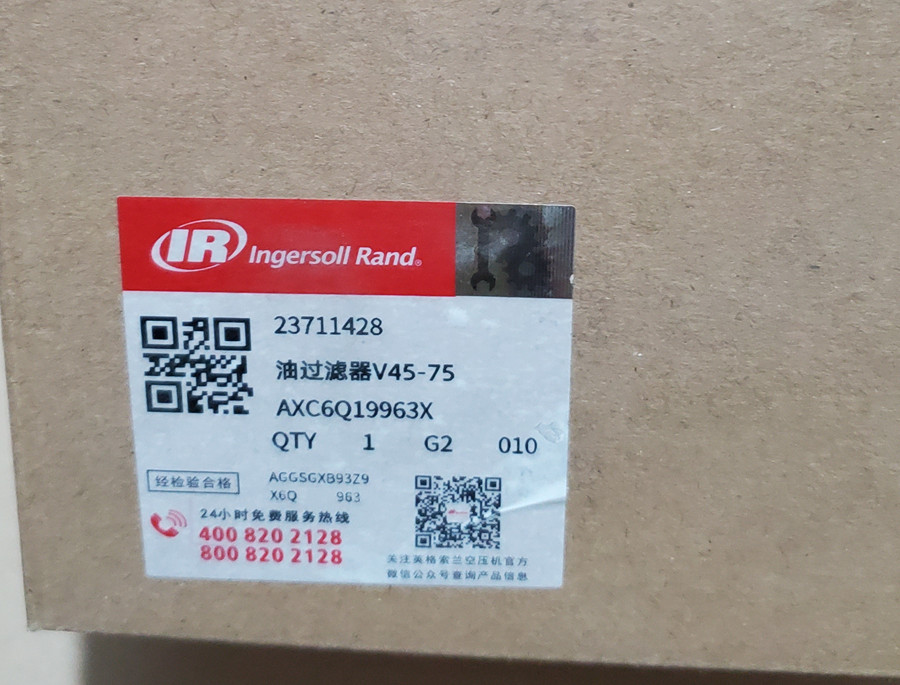 IR Ingersoll Rand®
23711428
油过滤器V45-75
AXC6Q19963X
QTY 1 G2 010
经检验合格
AGGSGXB93Z9
X6Q 963
24小时免费服务热线
400 820 2128
800 820 2128
关注英格索兰空压机官方
微信公众号查询产品信息